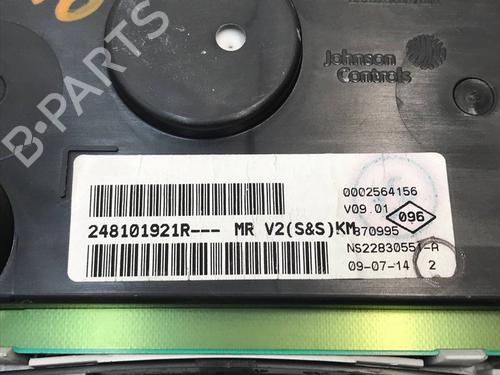 B-PARTS
Johnson
Controls
248101921R--- MR V2(S&S)KM
0002564156
V09.01
096
870995
NS22830551-A
09-07-14 2